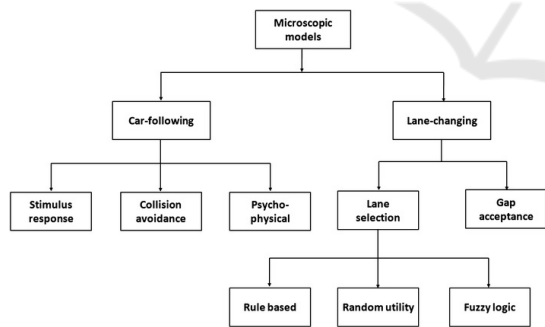 Microscopic
models
Car-following
Lane-changing
Stimulus
response
Collision
avoidance
Psycho-
physical
Lane
selection
Gap
acceptance
Rule based
Random utility
Fuzzy logic